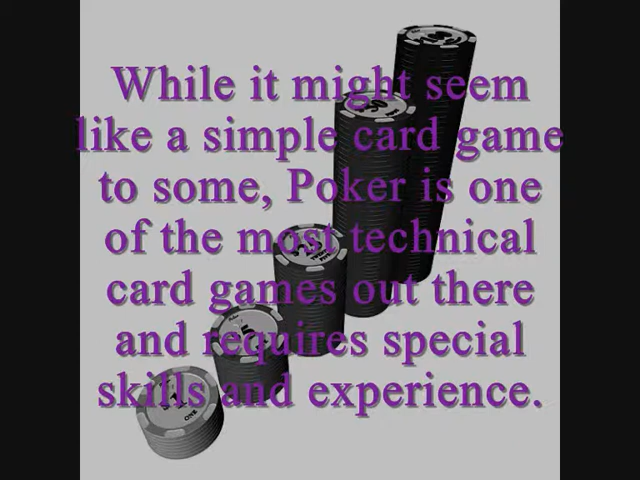 While it might seem
like a simple card game
to some, Poker is one
of the most technical
card games out there
and requires special
skills and experience.
ONE